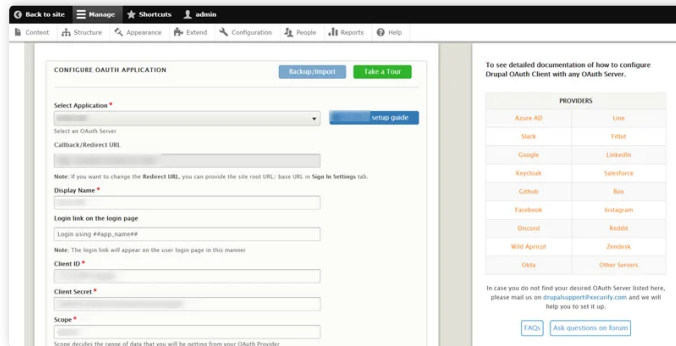 Back to site Manage Shortcuts admin
Content Structure Appearance Extend Configuration People Reports Help
CONFIGURE OAUTH APPLICATION
Backup/Import Take a Tour
Select Application *
setup guide
Select an OAuth Server
Callback/Redirect URL
Note: If you want to change the Redirect URL, you can provide the site root URL/ base URL in Sign In Settings tab.
Display Name *
Login link on the login page
Login using ##app_name##
Note: The login link will appear on the user login page in this manner
Client ID *
Client Secret *
Scope *
Scope decides the range of data that you will be getting from your OAuth Provider
To see detailed documentation of how to configure
Drupal OAuth Client with any OAuth Server.
PROVIDERS
Azure AD Line
Slack Fitbit
Google LinkedIn
Keycloak Salesforce
Github Box
Facebook Instagram
Discord Reddit
Wild Apricot Zendesk
Okta Other Servers
In case you do not find your desired OAuth Server listed here,
please mail us on drupalsupport@xecurify.com and we will
help you to set it up.
FAQs Ask questions on forum